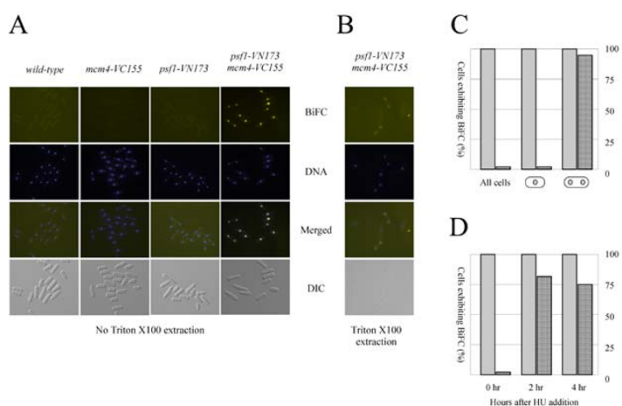 A
B
C
wild-type
mcm4-VC155
psf1-VN173
psf1-VN173
mcm4-VC155
psf1-VN173
mcm4-VC155
BiFC
DNA
Merged
DIC
No Triton X100 extraction
Triton X100
extraction
Cells exhibiting BiFC (%)
100
75
50
25
0
All cells
D
Cells exhibiting BiFC (%)
100
75
50
25
0
0 hr
2 hr
4 hr
Hours after HU addition